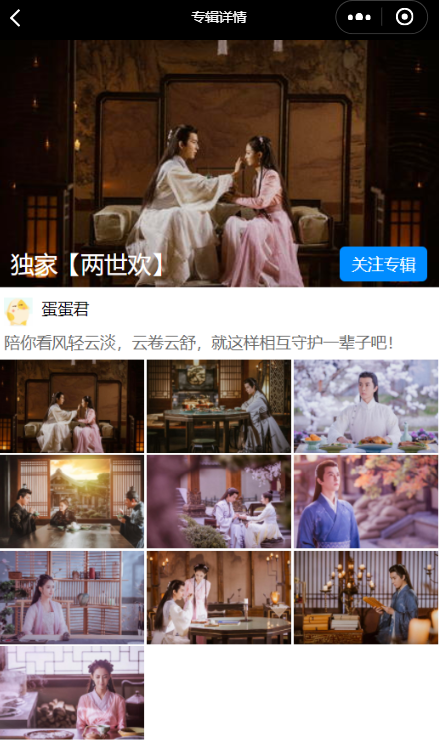 专辑详情
独家【两世欢】
关注专辑
蛋蛋君
陪你看风轻云淡，云卷云舒，就这样相互守护一辈子吧！